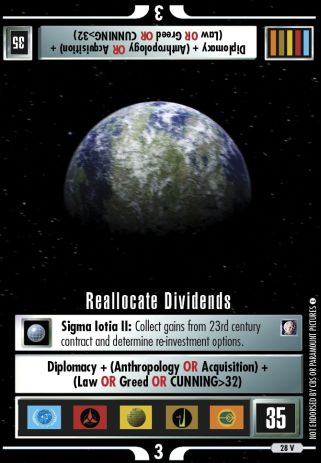 3
Diplomacy + (Anthropology OR Acquisition) +
(Law OR Greed OR CUNNING>32)
35
Reallocate Dividends
Sigma Iotia II: Collect gains from 23rd century
contract and determine re-investment options.
Diplomacy + (Anthropology OR Acquisition) +
(Law OR Greed OR CUNNING>32)
35
3
28 V
NOT ENDORSED BY CBS OR PARAMOUNT PICTURES